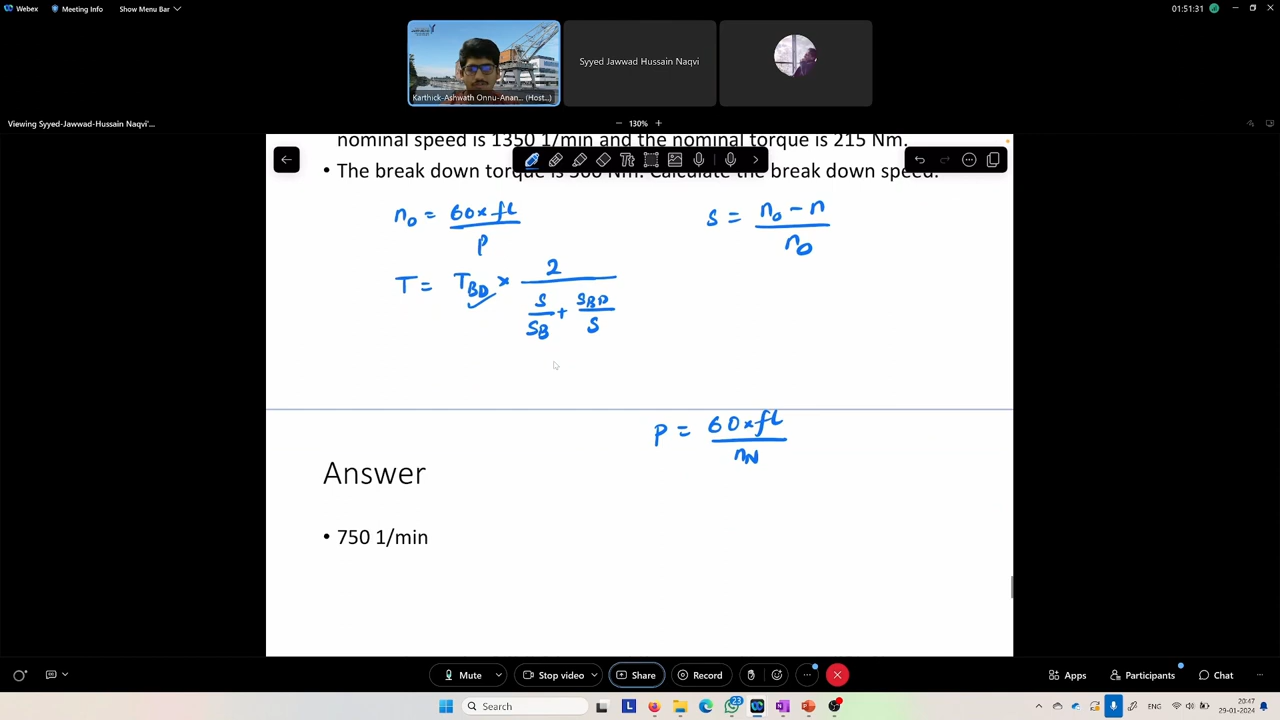 Webex Meeting Info Show Menu Bar 01:51:31
Syyed Jawwad Hussain Naqvi
Karthick-Ashwath Onnu-Anan... (Host...)
Viewing Syyed-Jawwad-Hussain Naqvi'... 130%
nominal speed is 1350 1/min and the nominal torque is 215 Nm.
• The break down torque is 500 Nm. Calculate the break down speed.
n₀ = 60×fL / P
S = n₀ - n / n₀
T = T_BD × 2 / (S/S_B + S_BD/S)
P = 60×fL / n_N
Answer
• 750 1/min
Mute Stop video Share Record Apps Participants Chat
Search 23 ENG 20:47
29-01-2024